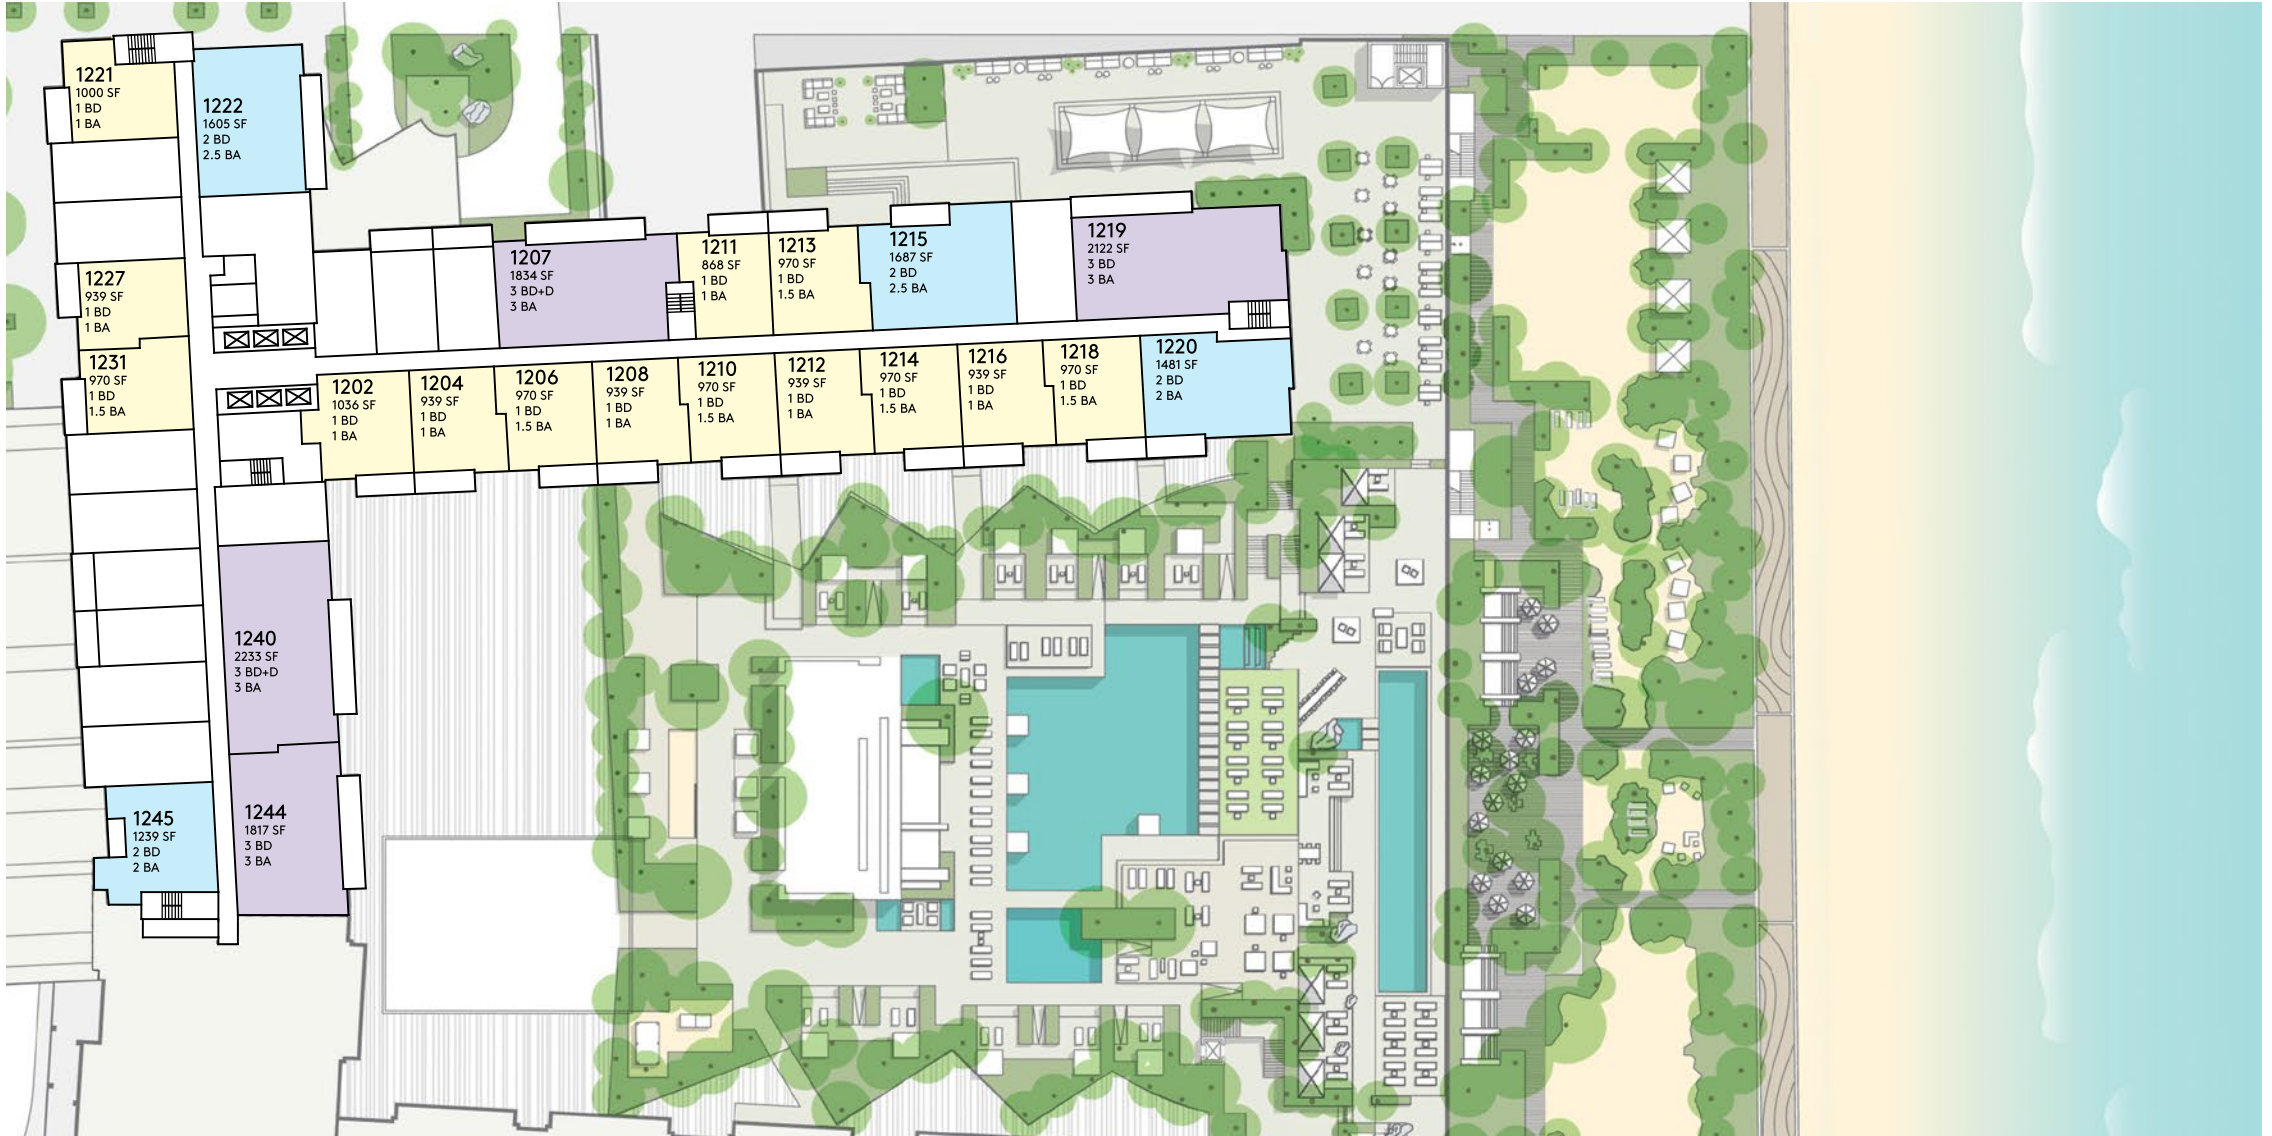 1221
1000 SF
1 BD
1 BA
1222
1605 SF
2 BD
2.5 BA
1227
939 SF
1 BD
1 BA
1231
970 SF
1 BD
1.5 BA
1207
1834 SF
3 BD+D
3 BA
1211
868 SF
1 BD
1 BA
1213
970 SF
1 BD
1.5 BA
1215
1687 SF
2 BD
2.5 BA
1219
2122 SF
3 BD
3 BA
1202
1036 SF
1 BD
1 BA
1204
939 SF
1 BD
1 BA
1206
970 SF
1 BD
1.5 BA
1208
939 SF
1 BD
1 BA
1210
970 SF
1 BD
1.5 BA
1212
939 SF
1 BD
1 BA
1214
970 SF
1 BD
1.5 BA
1216
939 SF
1 BD
1 BA
1218
970 SF
1 BD
1.5 BA
1220
1481 SF
2 BD
2 BA
1240
2233 SF
3 BD+D
3 BA
1245
1239 SF
2 BD
2 BA
1244
1817 SF
3 BD
3 BA